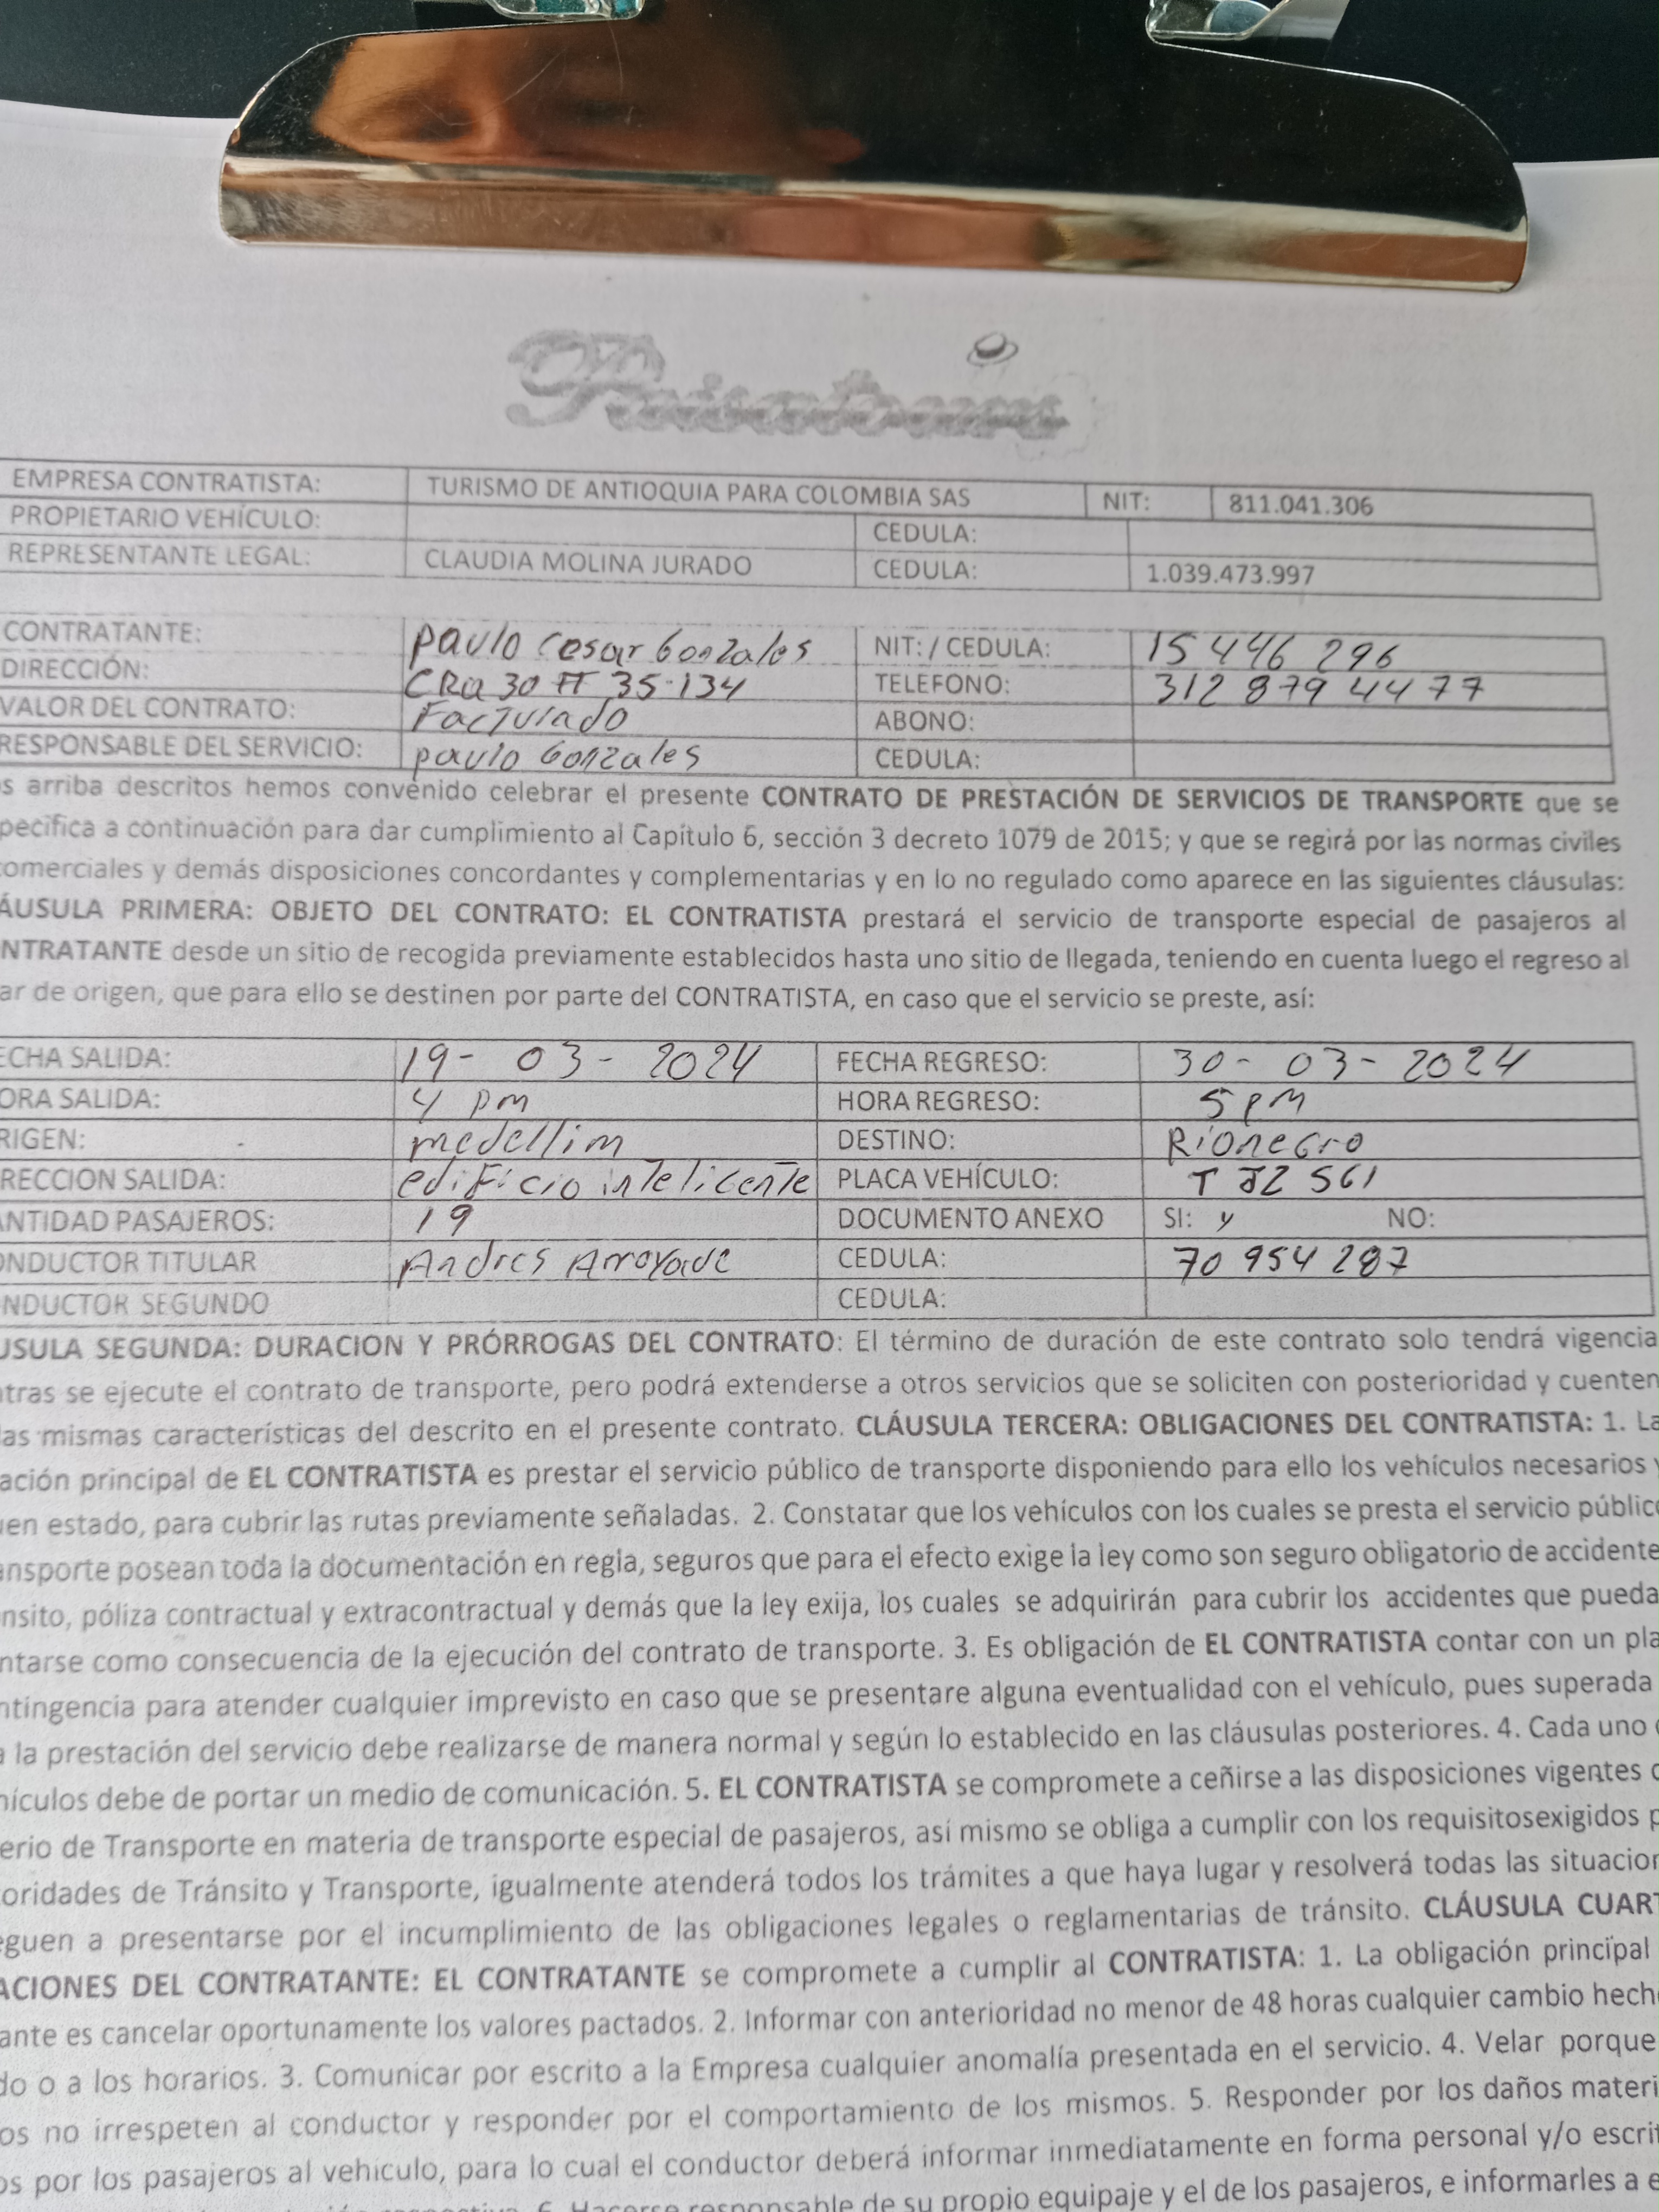 Paisatours
EMPRESA CONTRATISTA: TURISMO DE ANTIOQUIA PARA COLOMBIA SAS NIT: 811.041.306
PROPIETARIO VEHÍCULO: CEDULA:
REPRESENTANTE LEGAL: CLAUDIA MOLINA JURADO CEDULA: 1.039.473.997
CONTRATANTE: paulo Cesar Gonzales NIT: / CEDULA: 15 446 296
DIRECCIÓN: CRa 30 # 35-134 TELEFONO: 312 879 44 77
VALOR DEL CONTRATO: Facturado ABONO:
RESPONSABLE DEL SERVICIO: paulo Gonzales CEDULA:
s arriba descritos hemos convenido celebrar el presente CONTRATO DE PRESTACIÓN DE SERVICIOS DE TRANSPORTE que se
pecifica a continuación para dar cumplimiento al Capítulo 6, sección 3 decreto 1079 de 2015; y que se regirá por las normas civiles
omerciales y demás disposiciones concordantes y complementarias y en lo no regulado como aparece en las siguientes cláusulas:
ÁUSULA PRIMERA: OBJETO DEL CONTRATO: EL CONTRATISTA prestará el servicio de transporte especial de pasajeros al
NTRATANTE desde un sitio de recogida previamente establecidos hasta uno sitio de llegada, teniendo en cuenta luego el regreso al
ar de origen, que para ello se destinen por parte del CONTRATISTA, en caso que el servicio se preste, así:
ECHA SALIDA: 19- 03- 2024 FECHA REGRESO: 30- 03- 2024
ORA SALIDA: 4 pm HORA REGRESO: 5 PM
RIGEN: medellim DESTINO: Rionegro
RECCION SALIDA: edificio intelicente PLACA VEHÍCULO: T JZ 561
ANTIDAD PASAJEROS: 19 DOCUMENTO ANEXO SI: y NO:
ONDUCTOR TITULAR Andres Arroyave CEDULA: 70 954 287
NDUCTOR SEGUNDO CEDULA:
USULA SEGUNDA: DURACION Y PRÓRROGAS DEL CONTRATO: El término de duración de este contrato solo tendrá vigencia
tras se ejecute el contrato de transporte, pero podrá extenderse a otros servicios que se soliciten con posterioridad y cuenten
las mismas características del descrito en el presente contrato. CLÁUSULA TERCERA: OBLIGACIONES DEL CONTRATISTA: 1. La
ación principal de EL CONTRATISTA es prestar el servicio público de transporte disponiendo para ello los vehículos necesarios y
uen estado, para cubrir las rutas previamente señaladas. 2. Constatar que los vehículos con los cuales se presta el servicio público
ansporte posean toda la documentación en regla, seguros que para el efecto exige la ley como son seguro obligatorio de accidente
nsito, póliza contractual y extracontractual y demás que la ley exija, los cuales se adquirirán para cubrir los accidentes que pueda
ntarse como consecuencia de la ejecución del contrato de transporte. 3. Es obligación de EL CONTRATISTA contar con un pla
ntingencia para atender cualquier imprevisto en caso que se presentare alguna eventualidad con el vehículo, pues superada
a la prestación del servicio debe realizarse de manera normal y según lo establecido en las cláusulas posteriores. 4. Cada uno
hículos debe de portar un medio de comunicación. 5. EL CONTRATISTA se compromete a ceñirse a las disposiciones vigentes
erio de Transporte en materia de transporte especial de pasajeros, así mismo se obliga a cumplir con los requisitosexigidos p
oridades de Tránsito y Transporte, igualmente atenderá todos los trámites a que haya lugar y resolverá todas las situacion
eguen a presentarse por el incumplimiento de las obligaciones legales o reglamentarias de tránsito. CLÁUSULA CUART
ACIONES DEL CONTRATANTE: EL CONTRATANTE se compromete a cumplir al CONTRATISTA: 1. La obligación principal
ante es cancelar oportunamente los valores pactados. 2. Informar con anterioridad no menor de 48 horas cualquier cambio hech
do o a los horarios. 3. Comunicar por escrito a la Empresa cualquier anomalía presentada en el servicio. 4. Velar porque
os no irrespeten al conductor y responder por el comportamiento de los mismos. 5. Responder por los daños materi
os por los pasajeros al vehiculo, para lo cual el conductor deberá informar inmediatamente en forma personal y/o escrit
6. Hacerse responsable de su propio equipaje y el de los pasajeros, e informarles a e